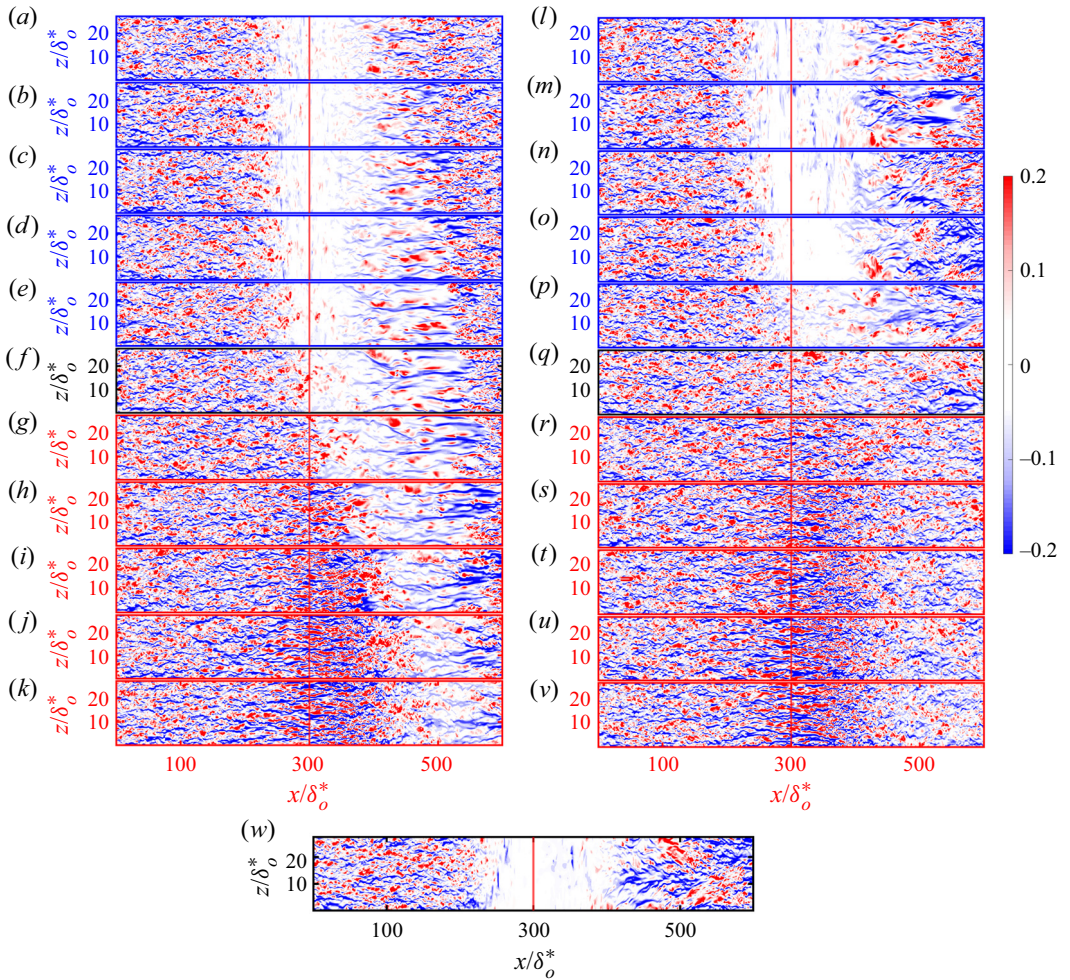 (a) 20 10 z/δ*o
(b) 20 10 z/δ*o
(c) 20 10 z/δ*o
(d) 20 10 z/δ*o
(e) 20 10 z/δ*o
(f) 20 10 z/δ*o
(g) 20 10 z/δ*o
(h) 20 10 z/δ*o
(i) 20 10 z/δ*o
(j) 20 10 z/δ*o
(k) 20 10 z/δ*o
100 300 500
x/δ*o
(l) 20 10
(m) 20 10
(n) 20 10
(o) 20 10
(p) 20 10
(q) 20 10
(r) 20 10
(s) 20 10
(t) 20 10
(u) 20 10
(v) 20 10
100 300 500
x/δ*o
0.2
0.1
0
−0.1
−0.2
(w) 20 10 z/δ*o
100 300 500
x/δ*o